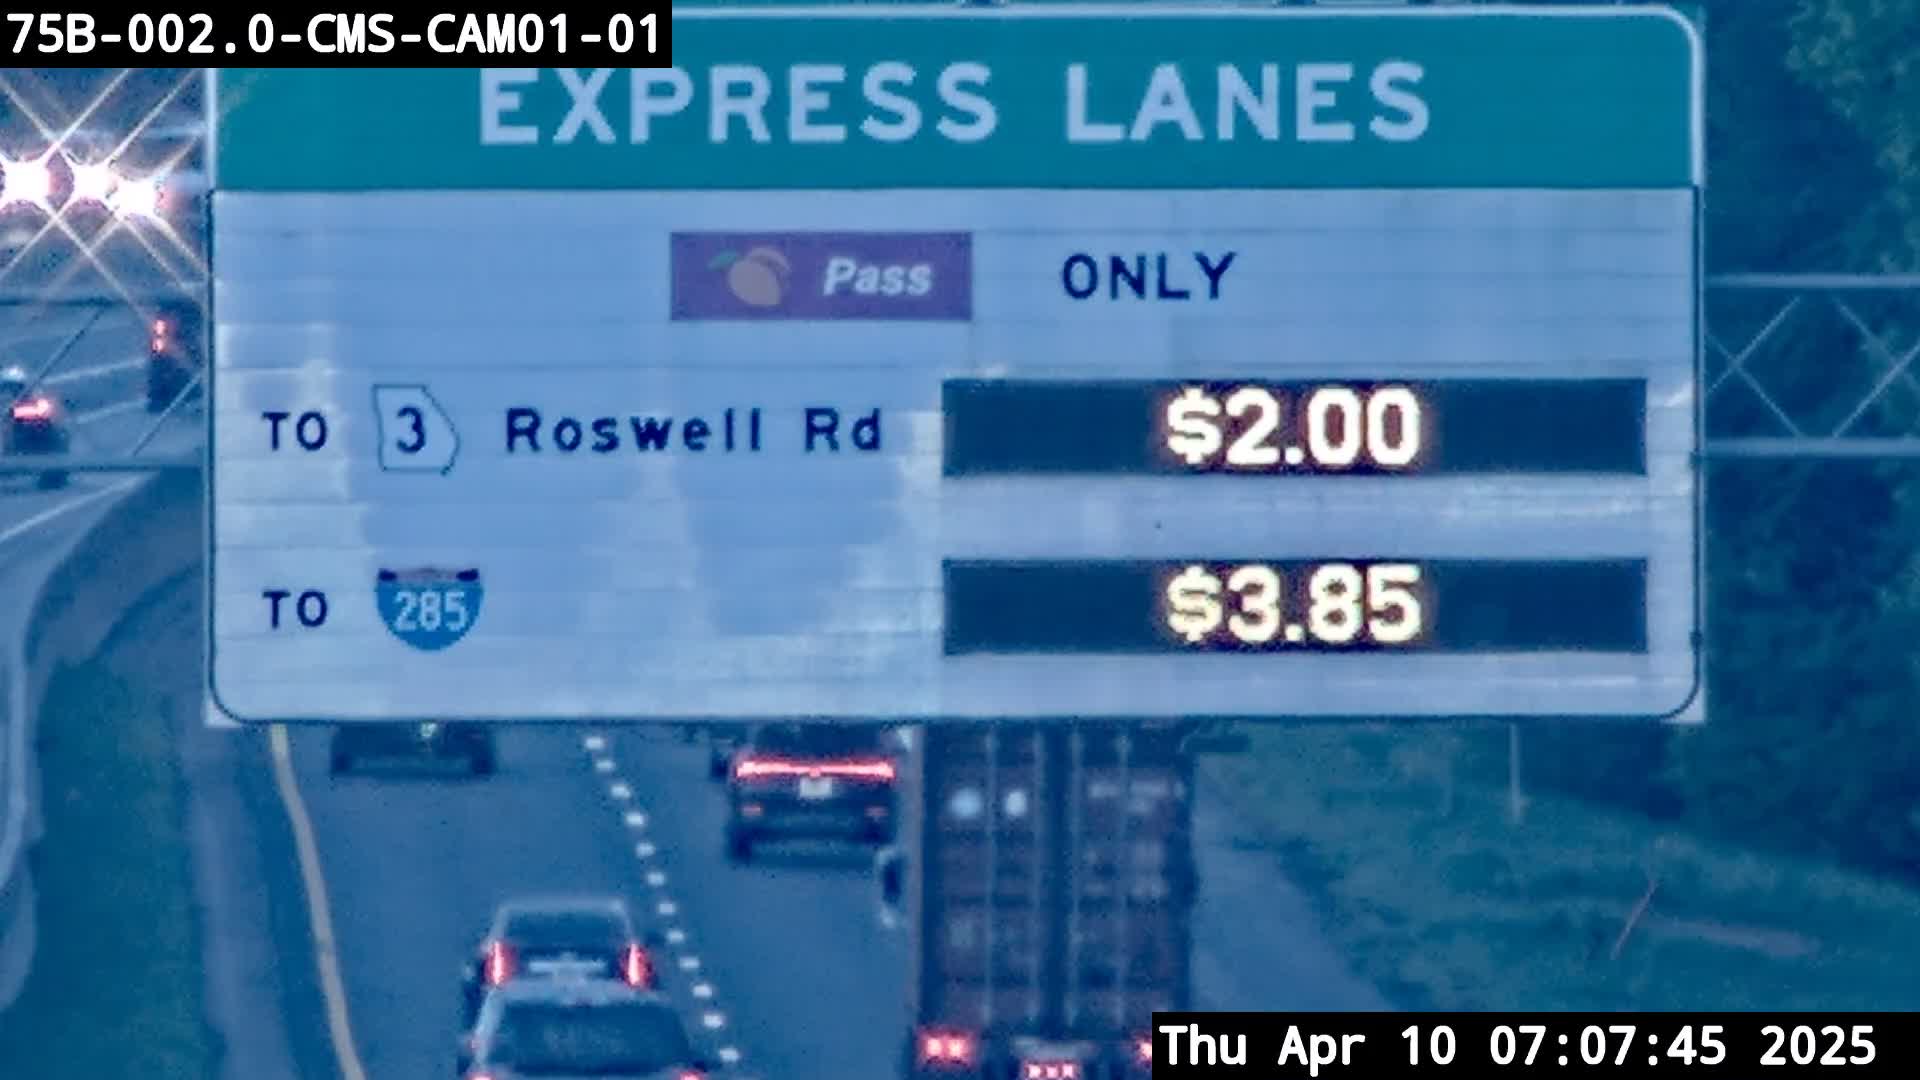 75B-002.0-CMS-CAM01-01
EXPRESS LANES
Pass ONLY
TO 3 Roswell Rd $2.00
TO 285 $3.85
Thu Apr 10 07:07:45 2025